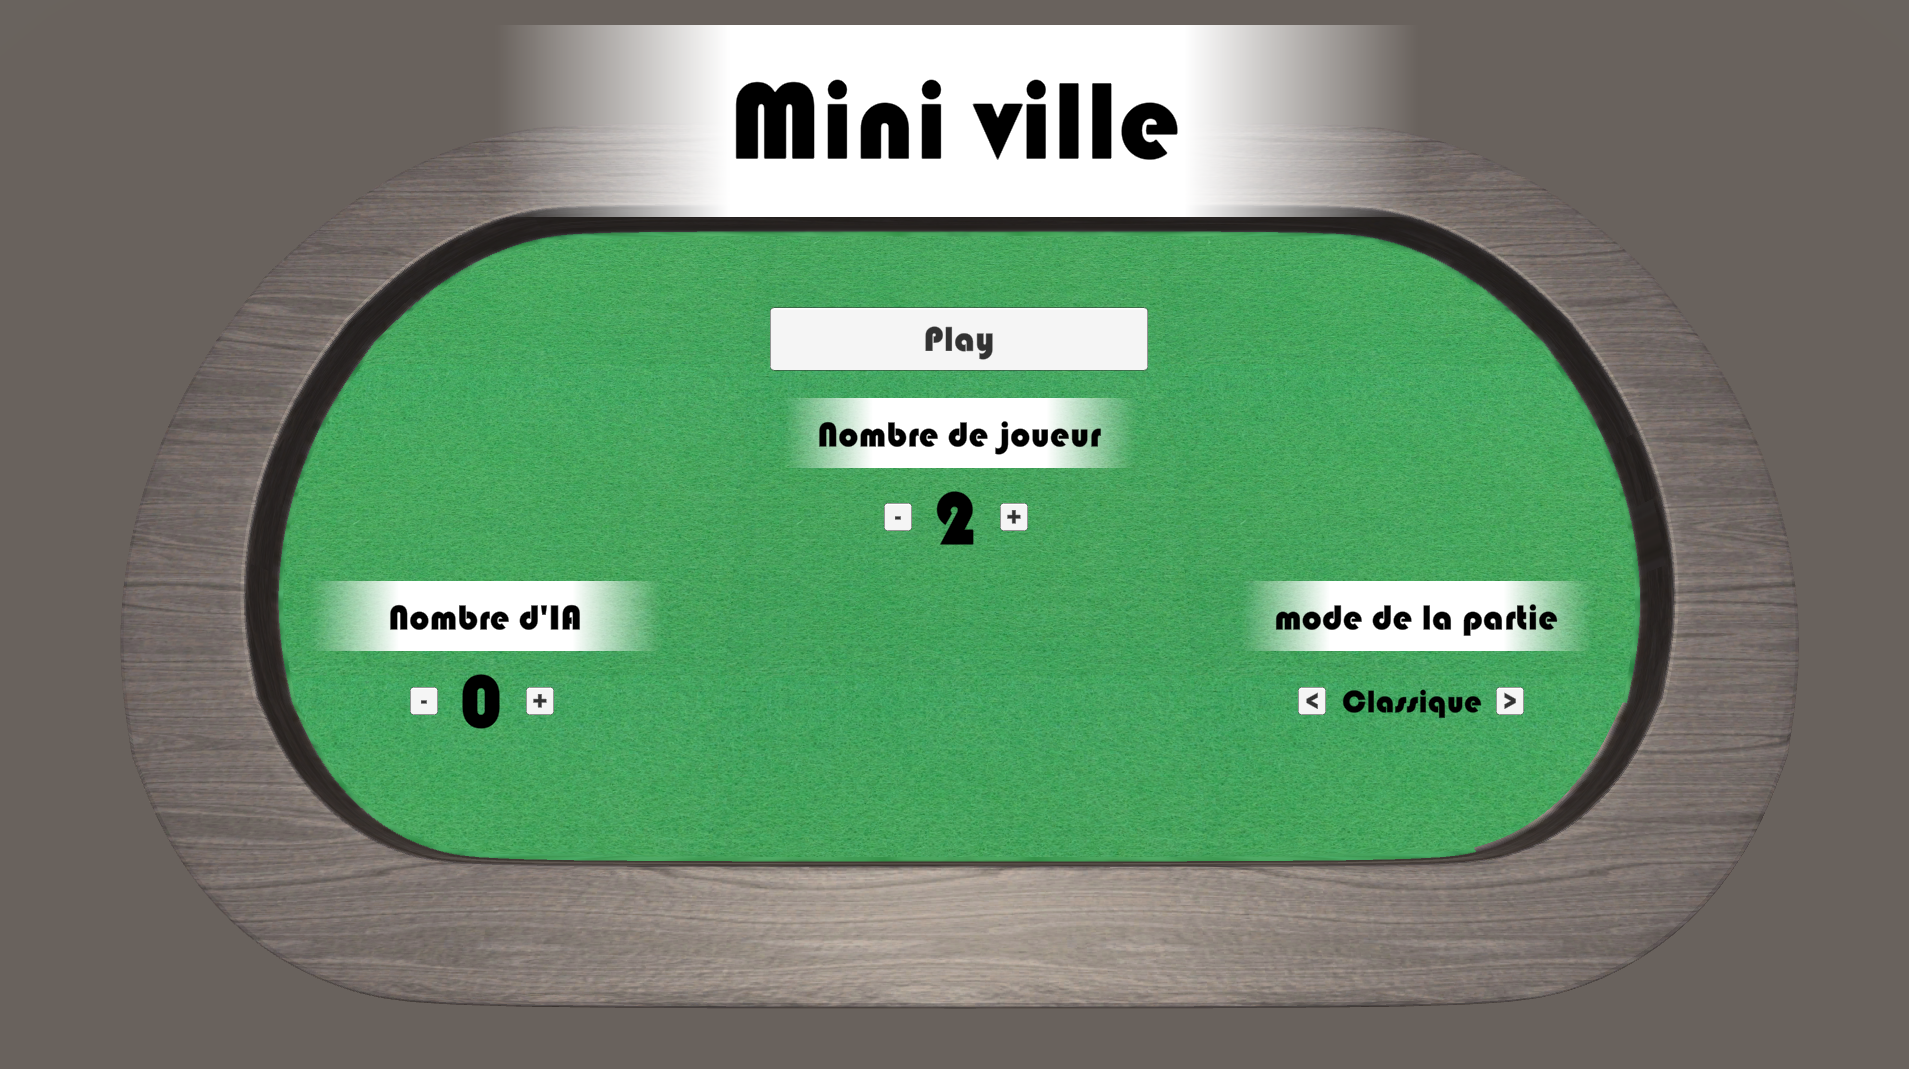 Mini ville
Play
Nombre de joueur
- 2 +
Nombre d'IA
- 0 +
mode de la partie
< Classique >